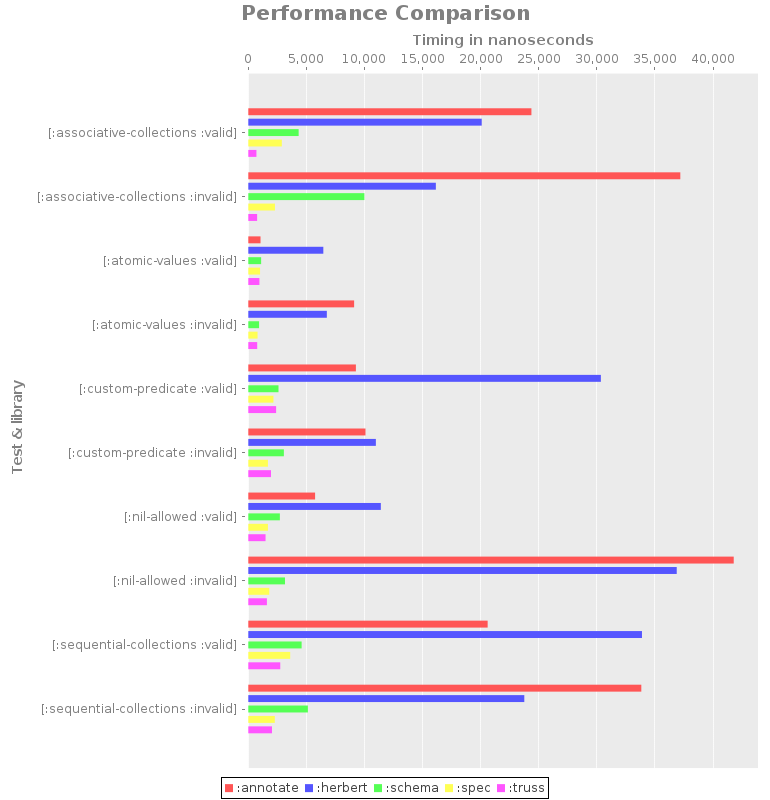 Performance Comparison
Timing in nanoseconds
0 5,000 10,000 15,000 20,000 25,000 30,000 35,000 40,000
Test & library
[:associative-collections :valid]
[:associative-collections :invalid]
[:atomic-values :valid]
[:atomic-values :invalid]
[:custom-predicate :valid]
[:custom-predicate :invalid]
[:nil-allowed :valid]
[:nil-allowed :invalid]
[:sequential-collections :valid]
[:sequential-collections :invalid]
:annotate :herbert :schema :spec :truss